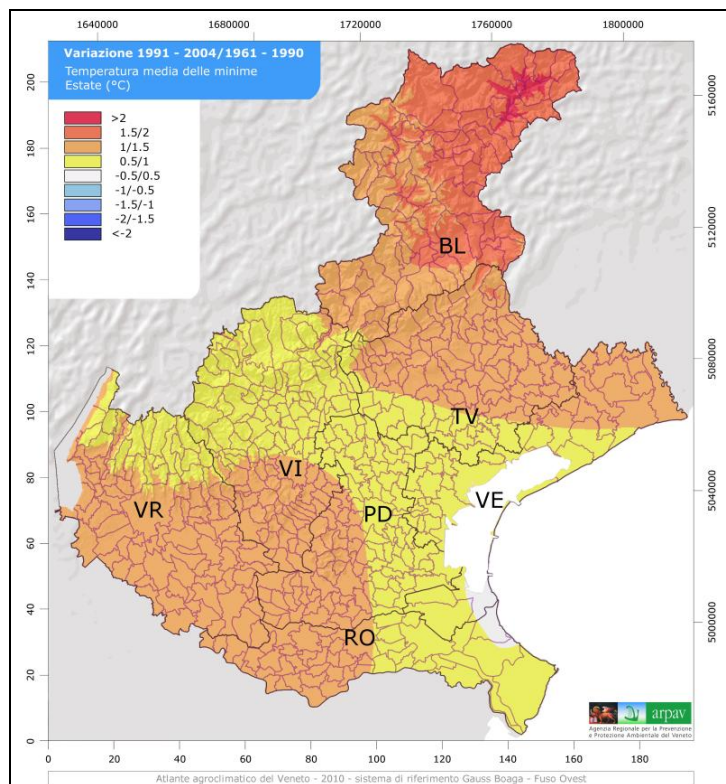 1640000 1680000 1720000 1760000 1800000
Variazione 1991 - 2004/1961 - 1990
Temperatura media delle minime
Estate (°C)
>2
1.5/2
1/1.5
0.5/1
-0.5/0.5
-1/-0.5
-1.5/-1
-2/-1.5
<-2
200
180
160
140
120
100
80
60
40
20
0
5160000
5120000
5080000
5040000
5000000
BL
TV
VI
VR
PD
VE
RO
arpav
Agenzia Regionale per la Prevenzione
e Protezione Ambientale del Veneto
0 20 40 60 80 100 120 140 160 180
Atlante agroclimatico del Veneto - 2010 - sistema di riferimento Gauss Boaga - Fuso Ovest